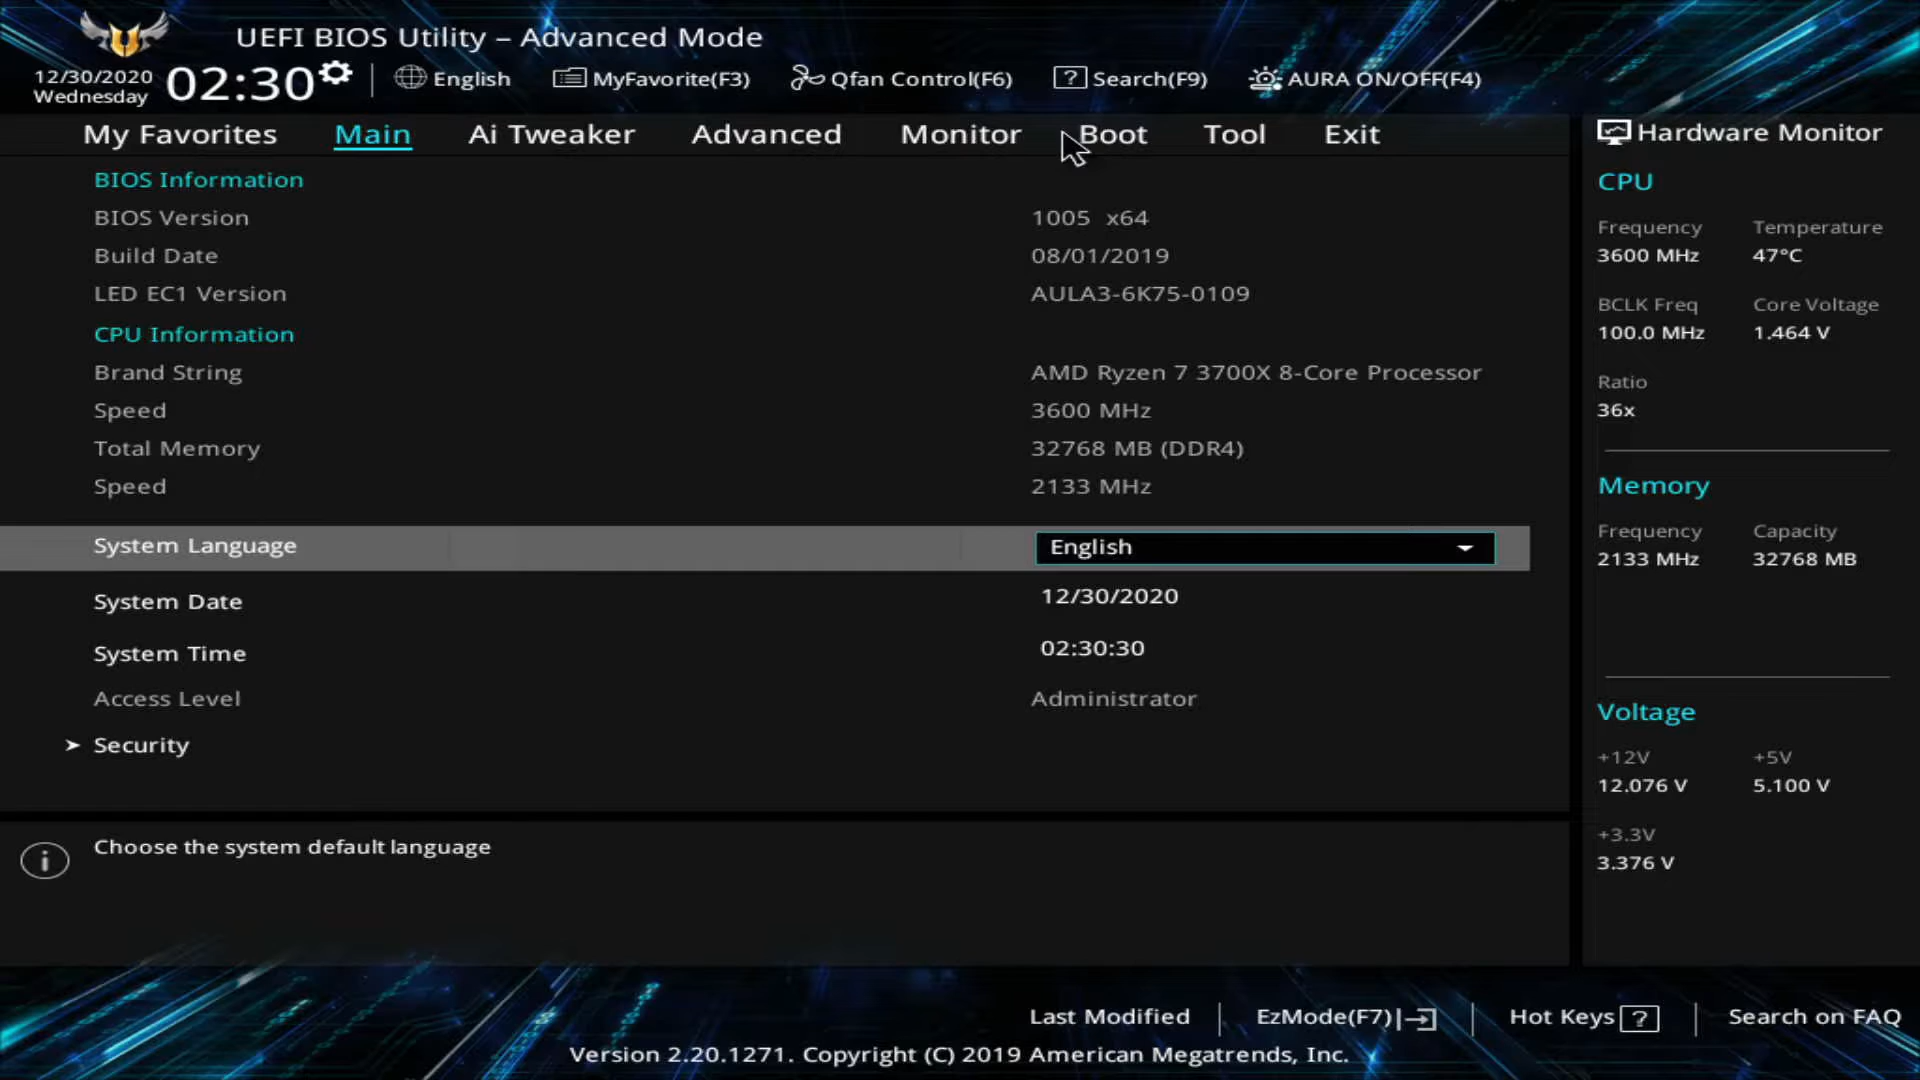 UEFI BIOS Utility – Advanced Mode
12/30/2020
Wednesday
02:30
English
MyFavorite(F3)
Qfan Control(F6)
? Search(F9)
AURA ON/OFF(F4)
My Favorites Main Ai Tweaker Advanced Monitor Boot Tool Exit
BIOS Information
BIOS Version 1005 x64
Build Date 08/01/2019
LED EC1 Version AULA3-6K75-0109
CPU Information
Brand String AMD Ryzen 7 3700X 8-Core Processor
Speed 3600 MHz
Total Memory 32768 MB (DDR4)
Speed 2133 MHz
System Language English
System Date 12/30/2020
System Time 02:30:30
Access Level Administrator
Security
i Choose the system default language
Hardware Monitor
CPU
Frequency Temperature
3600 MHz 47°C
BCLK Freq Core Voltage
100.0 MHz 1.464 V
Ratio
36x
Memory
Frequency Capacity
2133 MHz 32768 MB
Voltage
+12V +5V
12.076 V 5.100 V
+3.3V
3.376 V
Last Modified EzMode(F7) Hot Keys ? Search on FAQ
Version 2.20.1271. Copyright (C) 2019 American Megatrends, Inc.